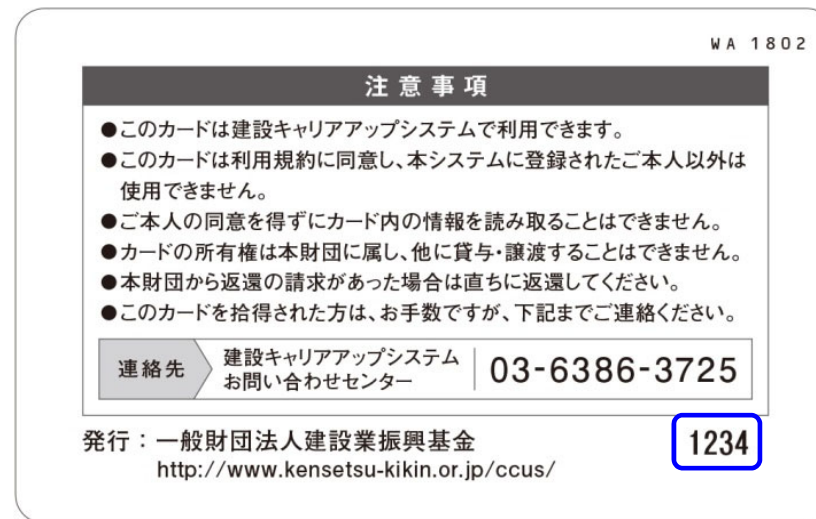 WA 1802
注意事項
●このカードは建設キャリアアップシステムで利用できます。
●このカードは利用規約に同意し、本システムに登録されたご本人以外は
使用できません。
●ご本人の同意を得ずにカード内の情報を読み取ることはできません。
●カードの所有権は本財団に属し、他に貸与・譲渡することはできません。
●本財団から返還の請求があった場合は直ちに返還してください。
●このカードを拾得された方は、お手数ですが、下記までご連絡ください。
連絡先 建設キャリアアップシステム
お問い合わせセンター 03-6386-3725
発行：一般財団法人建設業振興基金 1234
http://www.kensetsu-kikin.or.jp/ccus/